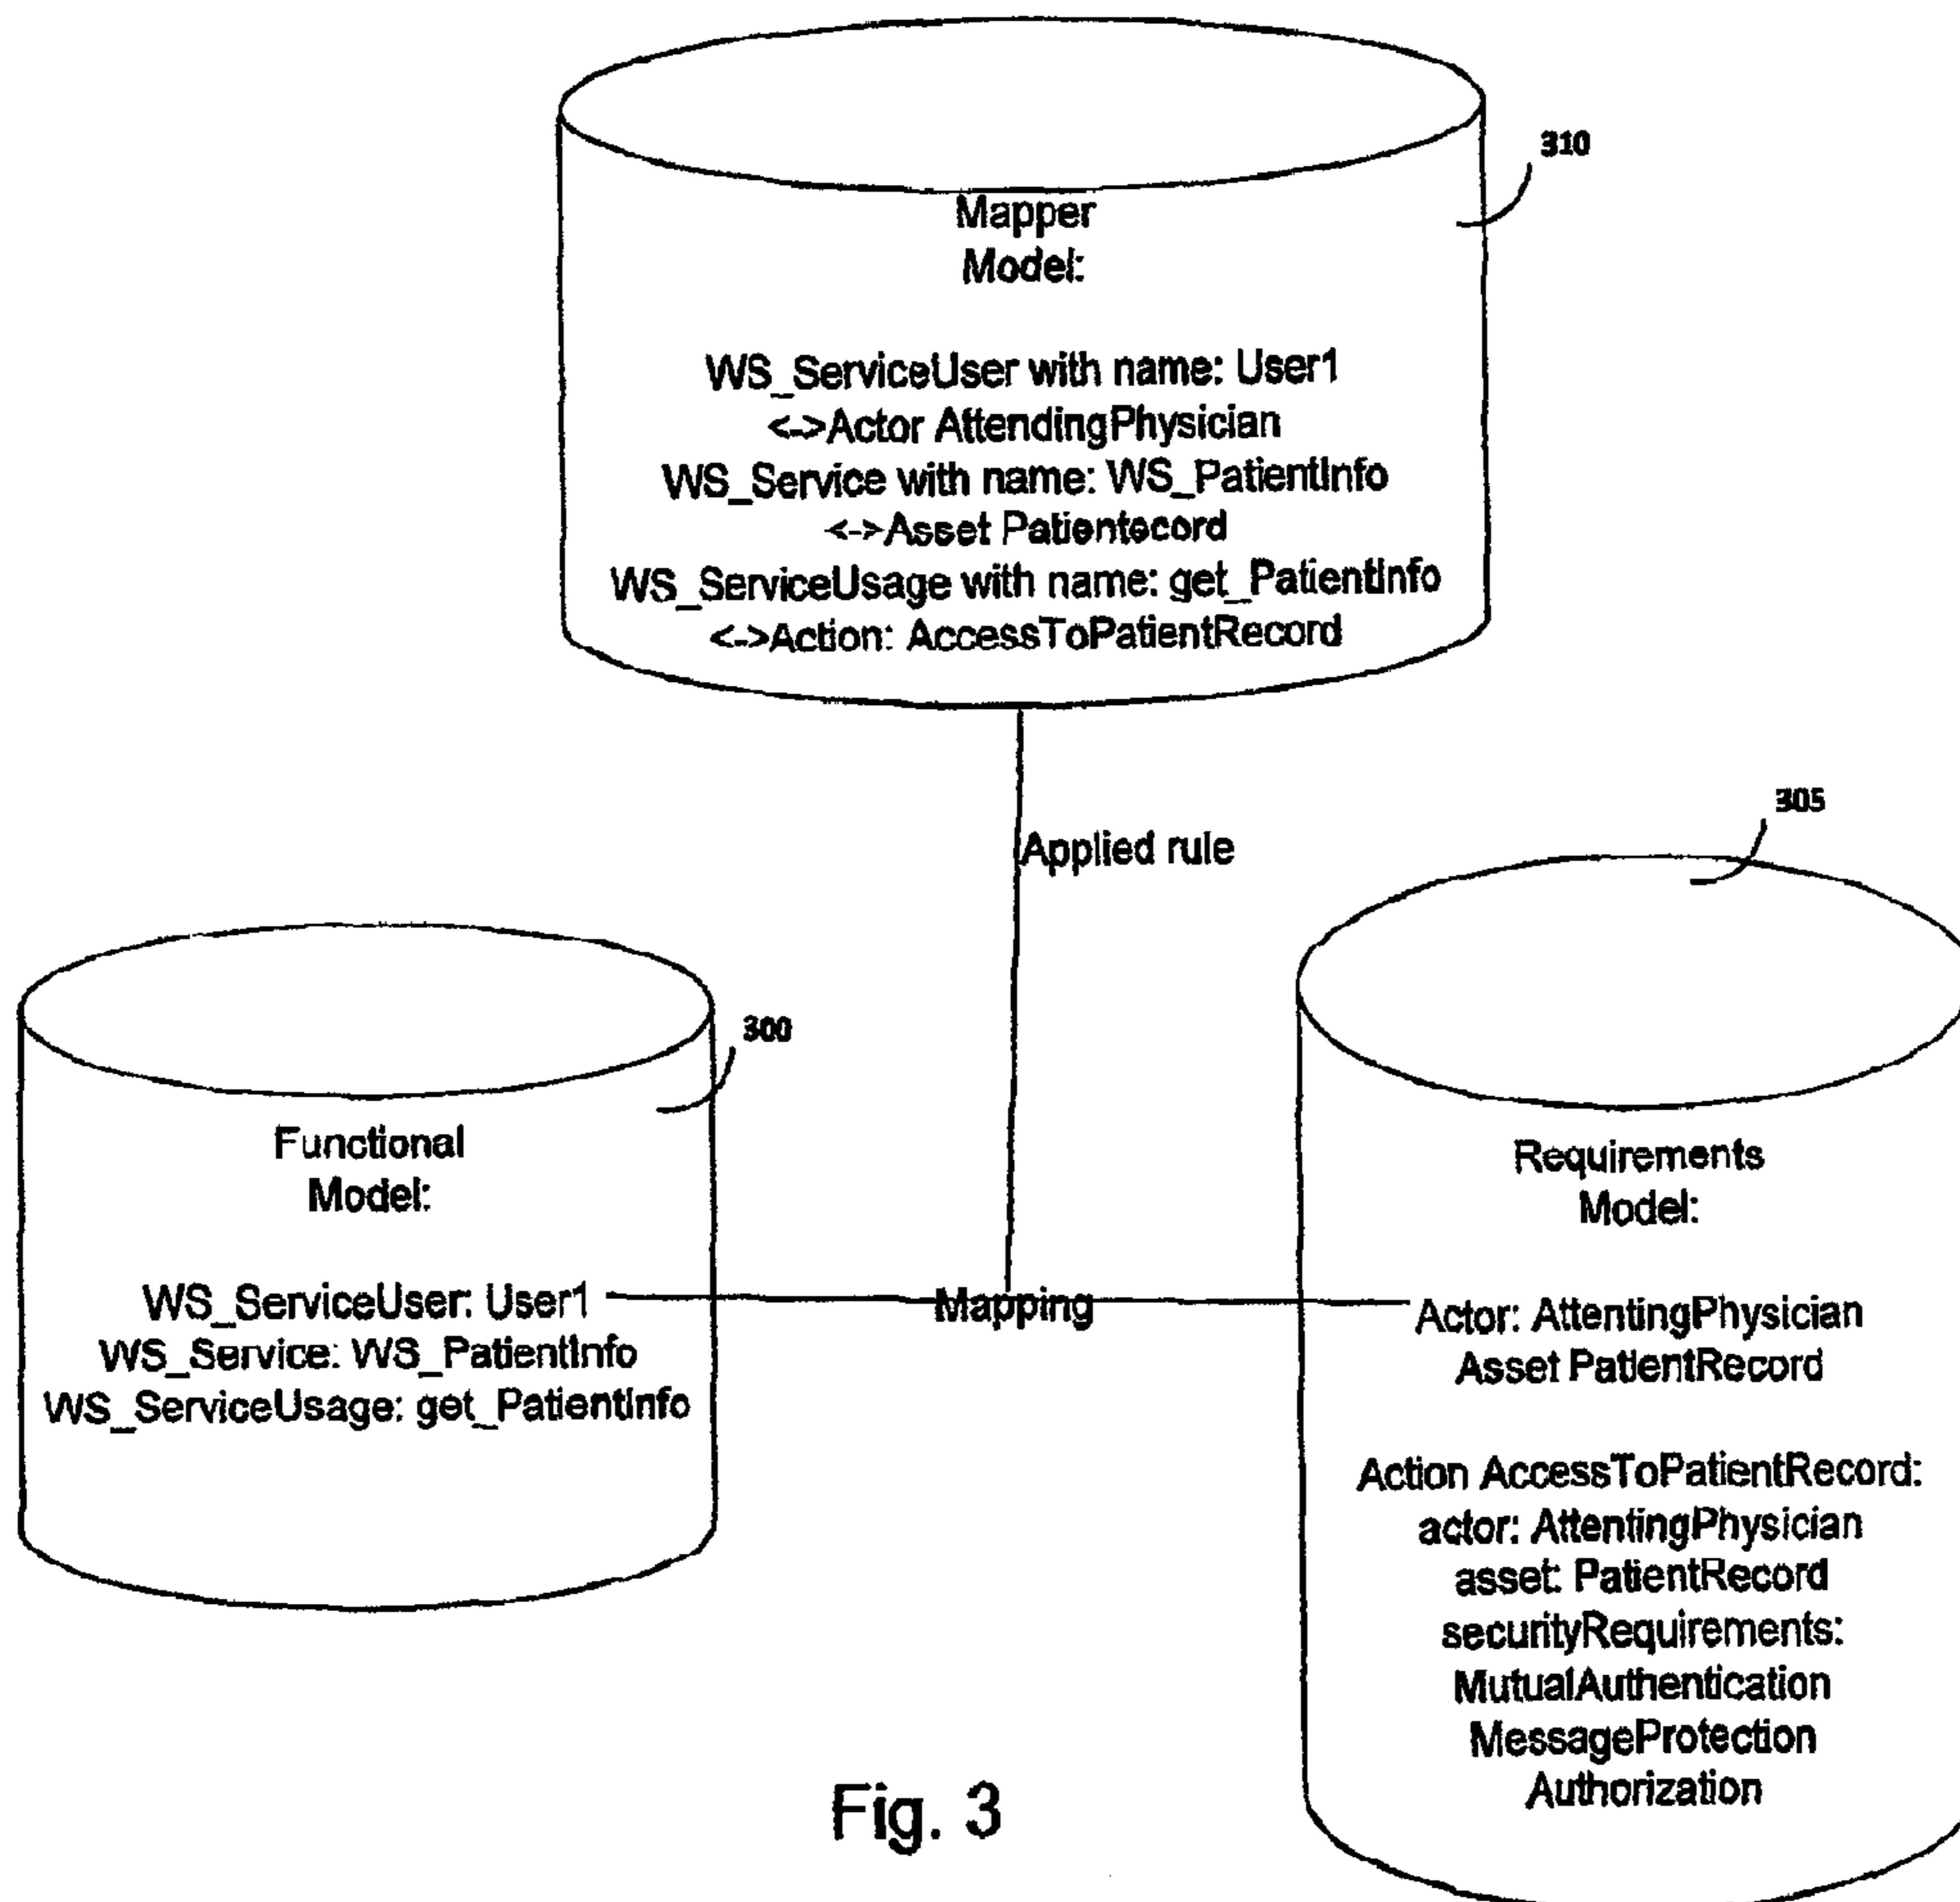 310
Mapper
Model:
WS_ServiceUser with name: User1
<->Actor AttendingPhysician
WS_Service with name: WS_PatientInfo
<->Asset Patientecord
WS_ServiceUsage with name: get_PatientInfo
<->Action: AccessToPatientRecord
305
Applied rule
300
Functional
Model:
WS_ServiceUser: User1
WS_Service: WS_PatientInfo
WS_ServiceUsage: get_PatientInfo
Mapping
Requirements
Model:
Actor: AttentingPhysician
Asset PatientRecord
Action AccessToPatientRecord:
actor: AttentingPhysician
asset: PatientRecord
securityRequirements:
MutualAuthentication
MessageProtection
Authorization
Fig. 3